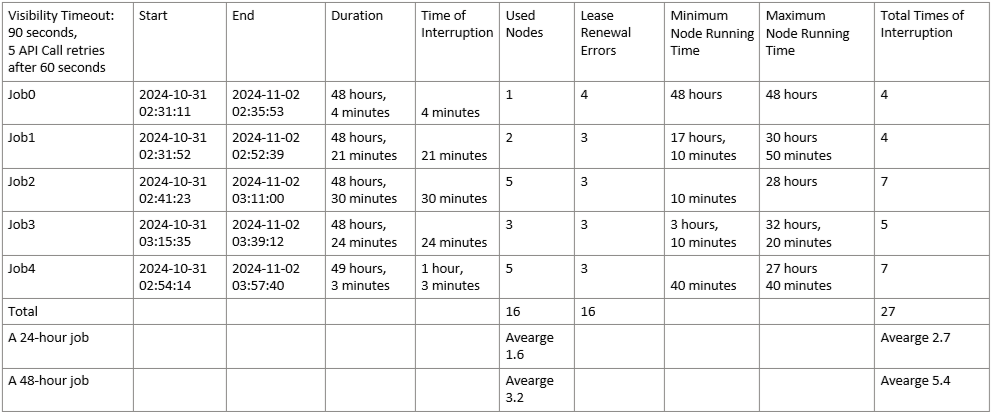 Visibility Timeout: 90 seconds, 5 API Call retries after 60 seconds | Start | End | Duration | Time of Interruption | Used Nodes | Lease Renewal Errors | Minimum Node Running Time | Maximum Node Running Time | Total Times of Interruption
Job0 | 2024-10-31 02:31:11 | 2024-11-02 02:35:53 | 48 hours, 4 minutes | 4 minutes | 1 | 4 | 48 hours | 48 hours | 4
Job1 | 2024-10-31 02:31:52 | 2024-11-02 02:52:39 | 48 hours, 21 minutes | 21 minutes | 2 | 3 | 17 hours, 10 minutes | 30 hours 50 minutes | 4
Job2 | 2024-10-31 02:41:23 | 2024-11-02 03:11:00 | 48 hours, 30 minutes | 30 minutes | 5 | 3 | 10 minutes | 28 hours | 7
Job3 | 2024-10-31 03:15:35 | 2024-11-02 03:39:12 | 48 hours, 24 minutes | 24 minutes | 3 | 3 | 3 hours, 10 minutes | 32 hours, 20 minutes | 5
Job4 | 2024-10-31 02:54:14 | 2024-11-02 03:57:40 | 49 hours, 3 minutes | 1 hour, 3 minutes | 5 | 3 | 40 minutes | 27 hours 40 minutes | 7
Total | 16 | 16 | 27
A 24-hour job | Avearge 1.6 | Avearge 2.7
A 48-hour job | Avearge 3.2 | Avearge 5.4